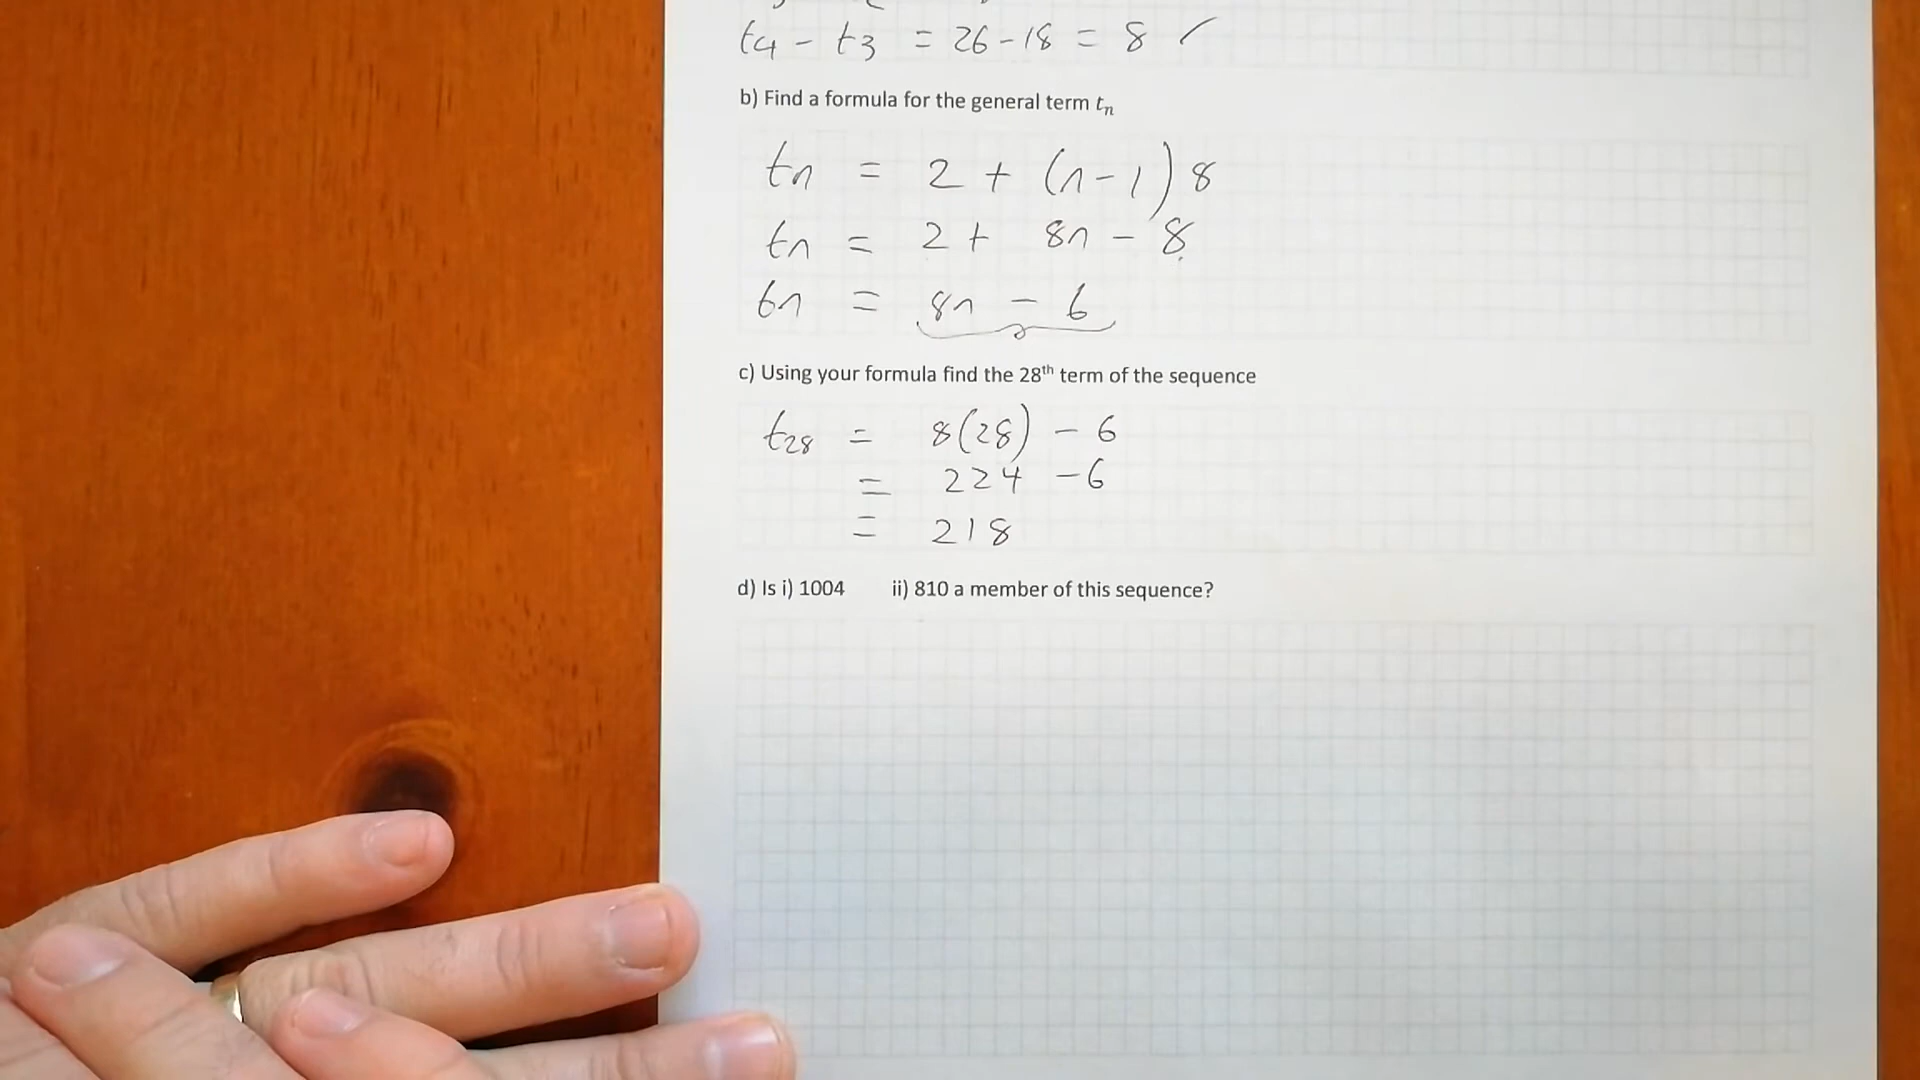 t4 - t3 = 26 - 18 = 8 ✓
b) Find a formula for the general term tn
tn = 2 + (n-1) 8
tn = 2 + 8n - 8
tn = 8n - 6
c) Using your formula find the 28th term of the sequence
t28 = 8(28) - 6
= 224 - 6
= 218
d) Is i) 1004 ii) 810 a member of this sequence?